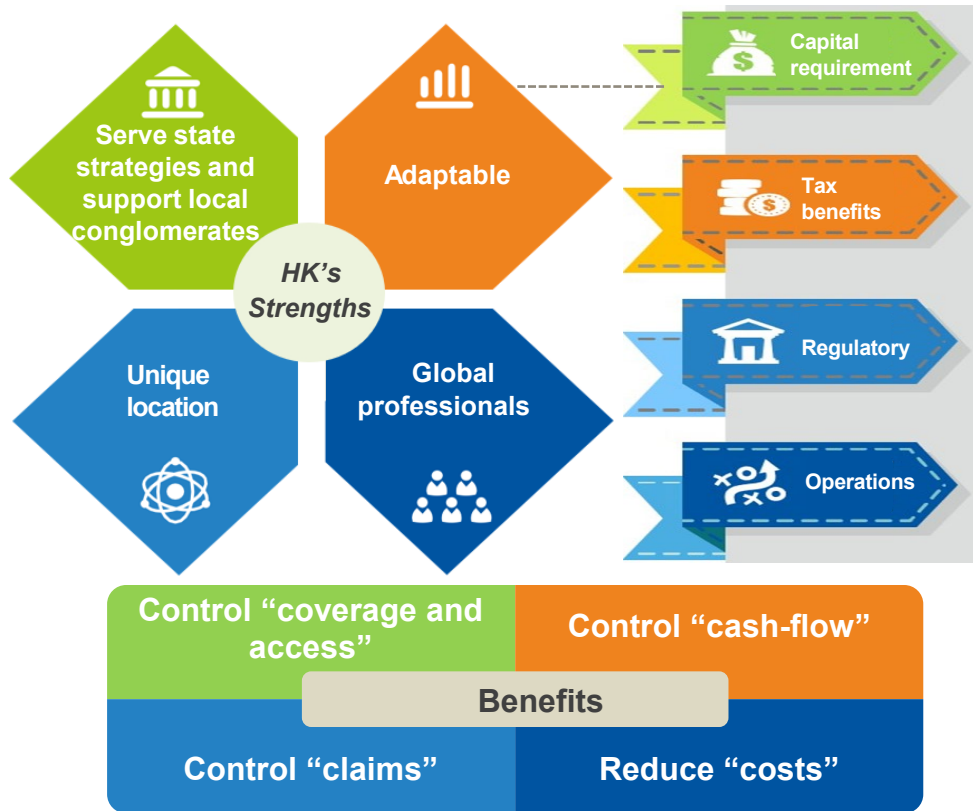 Serve state
strategies and
support local
conglomerates
Adaptable
HK’s
Strengths
Unique
location
Global
professionals
Capital
requirement
$
Tax
benefits
$
Regulatory
Operations
Control “coverage and
access”
Control “cash-flow”
Benefits
Control “claims”
Reduce “costs”